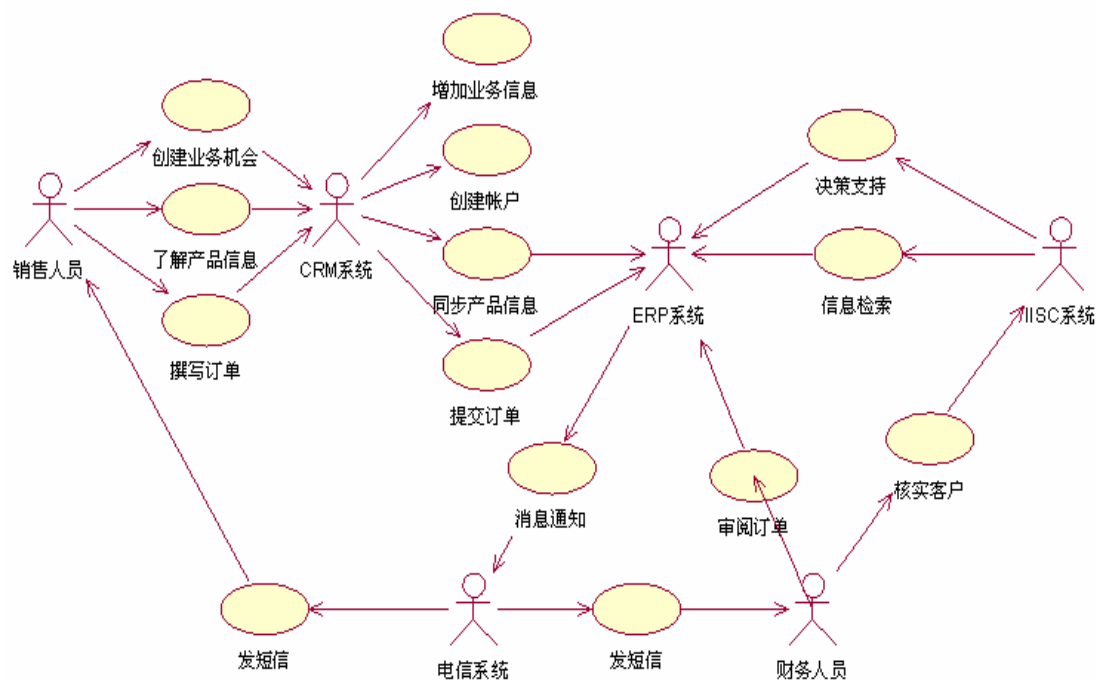 增加业务信息
创建业务机会
创建帐户
决策支持
销售人员
了解产品信息
CRM系统
同步产品信息
ERP系统
信息检索
IISC系统
撰写订单
提交订单
消息通知
审阅订单
核实客户
发短信
电信系统
发短信
财务人员